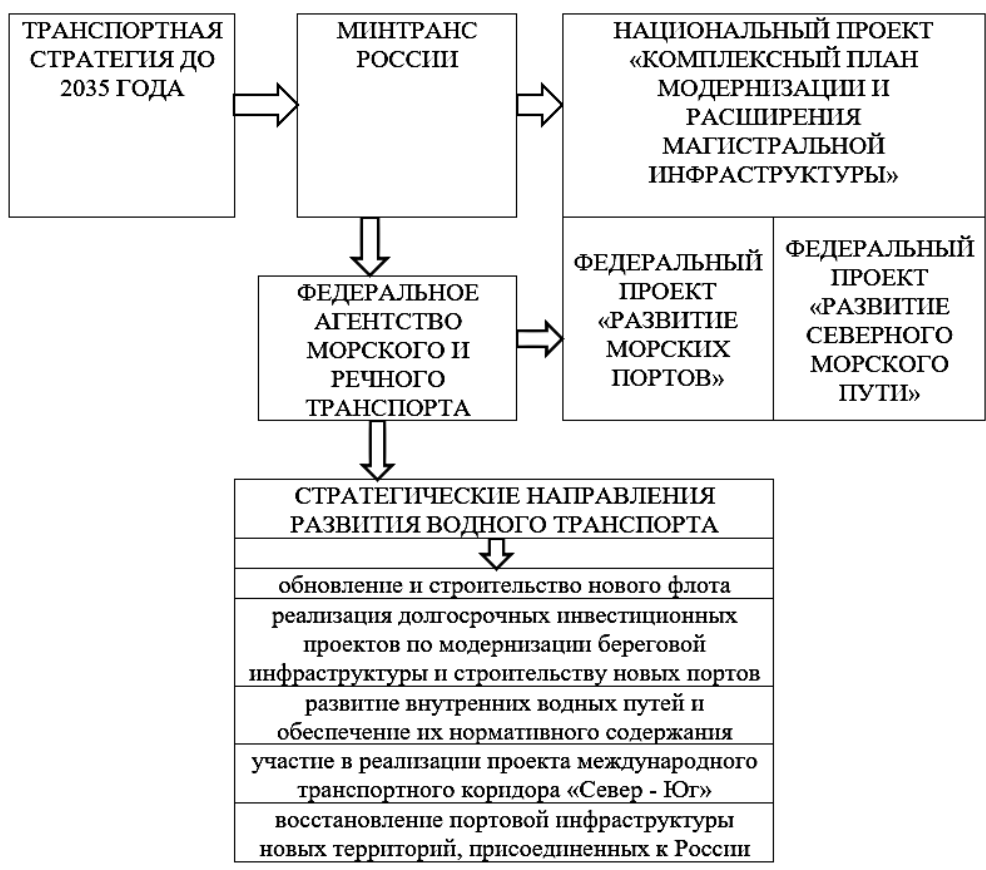 ТРАНСПОРТНАЯ
СТРАТЕГИЯ ДО
2035 ГОДА
МИНТРАНС
РОССИИ
НАЦИОНАЛЬНЫЙ ПРОЕКТ
«КОМПЛЕКСНЫЙ ПЛАН
МОДЕРНИЗАЦИИ И
РАСШИРЕНИЯ
МАГИСТРАЛЬНОЙ
ИНФРАСТРУКТУРЫ»
ФЕДЕРАЛЬНОЕ
АГЕНТСТВО
МОРСКОГО И
РЕЧНОГО
ТРАНСПОРТА
ФЕДЕРАЛЬНЫЙ
ПРОЕКТ
«РАЗВИТИЕ
МОРСКИХ
ПОРТОВ»
ФЕДЕРАЛЬНЫЙ
ПРОЕКТ
«РАЗВИТИЕ
СЕВЕРНОГО
МОРСКОГО
ПУТИ»
СТРАТЕГИЧЕСКИЕ НАПРАВЛЕНИЯ
РАЗВИТИЯ ВОДНОГО ТРАНСПОРТА
обновление и строительство нового флота
реализация долгосрочных инвестиционных
проектов по модернизации береговой
инфраструктуры и строительству новых портов
развитие внутренних водных путей и
обеспечение их нормативного содержания
участие в реализации проекта международного
транспортного коридора «Север - Юг»
восстановление портовой инфраструктуры
новых территорий, присоединенных к России